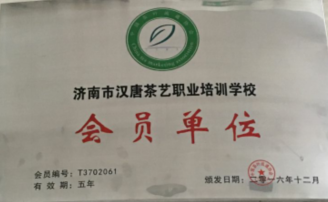 济南市汉唐茶艺职业培训学校
会员单位
会员编号：T3702061
有效期：五年
颁发日期：二〇一六年十二月